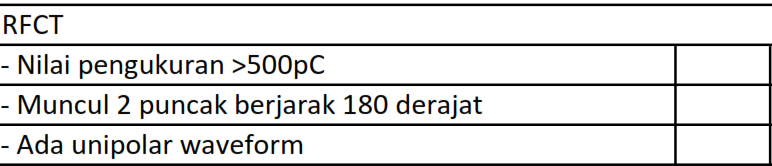 RFCT
- Nilai pengukuran >500pC
- Muncul 2 puncak berjarak 180 derajat
- Ada unipolar waveform